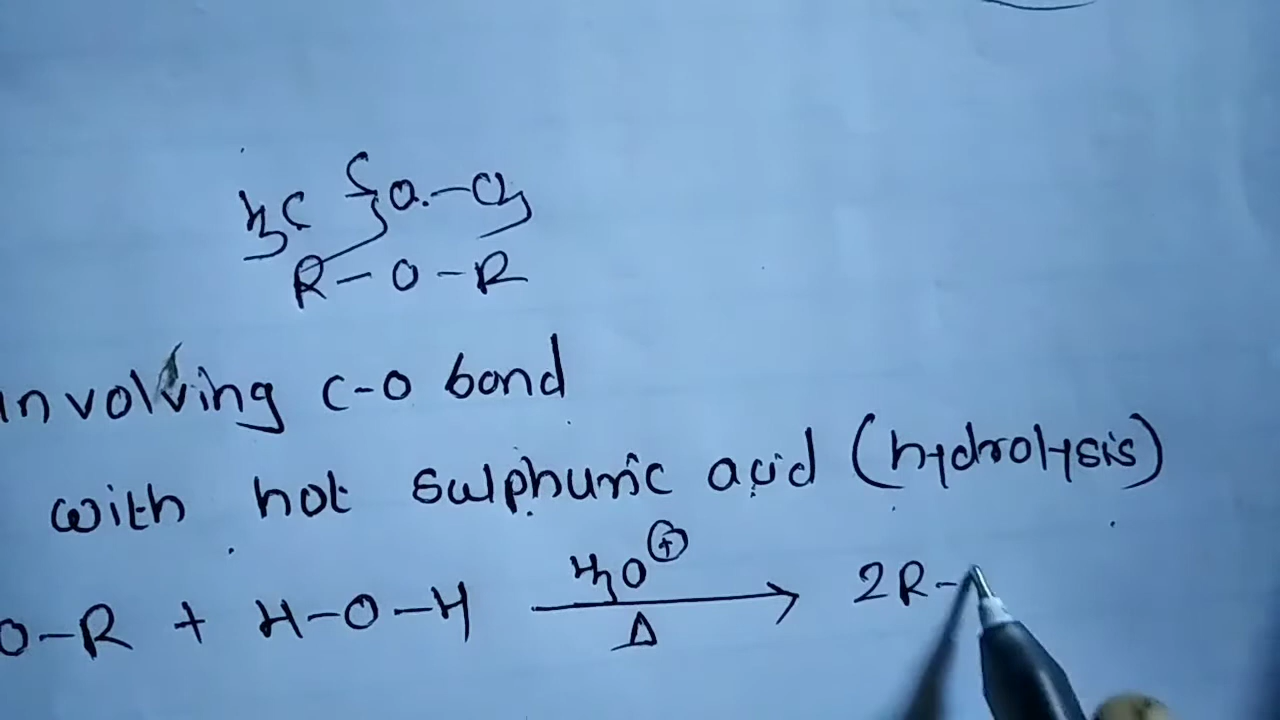 H3C O-CH3
R-O-R
involving C-O bond
with hot sulphuric acid (hydrolysis)
O-R + H-O-H H3O⊕ Δ → 2R-